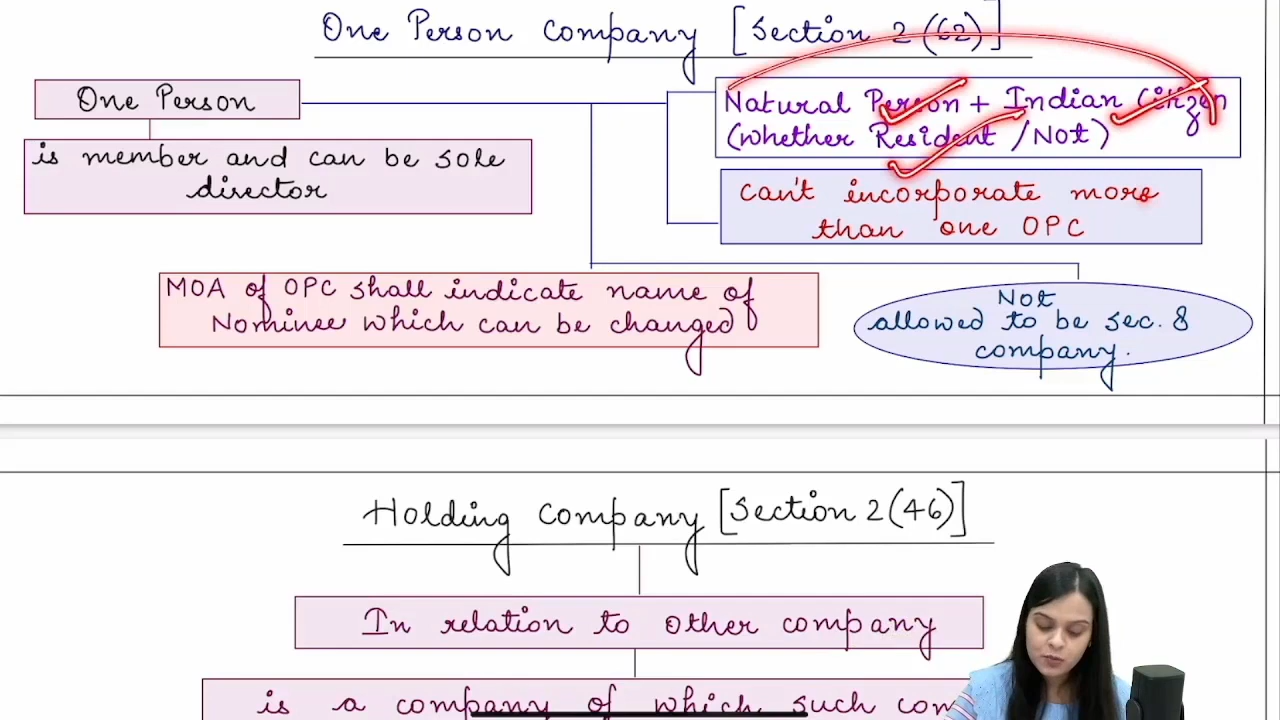 One Person Company [Section 2(62)]
One Person
is member and can be sole
director
Natural Person + Indian Citizen
(Whether Resident /Not)
can't incorporate more
than one OPC
MOA of OPC shall indicate name of
Nominee which can be changed
Not
allowed to be sec. 8
company.
Holding Company [Section 2(46)]
In relation to other company
is a company of which such com